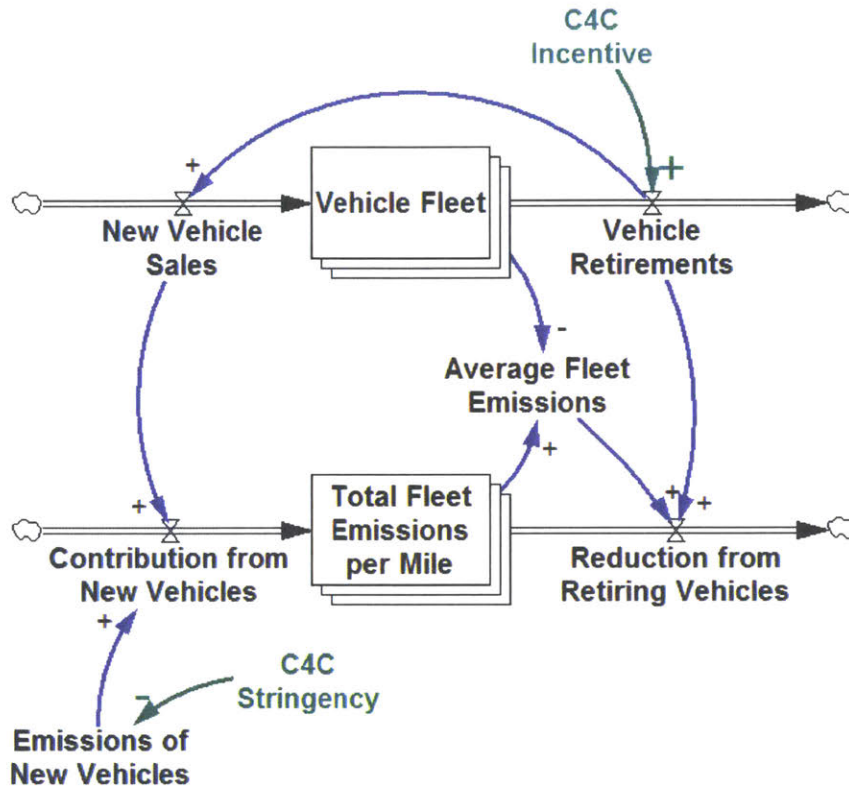 C4C
Incentive
+
+
Vehicle Fleet
New Vehicle
Sales
Vehicle
Retirements
-
Average Fleet
Emissions
+
+
+
+
Total Fleet
Emissions
per Mile
Contribution from
New Vehicles
Reduction from
Retiring Vehicles
+
C4C
Stringency
-
Emissions of
New Vehicles